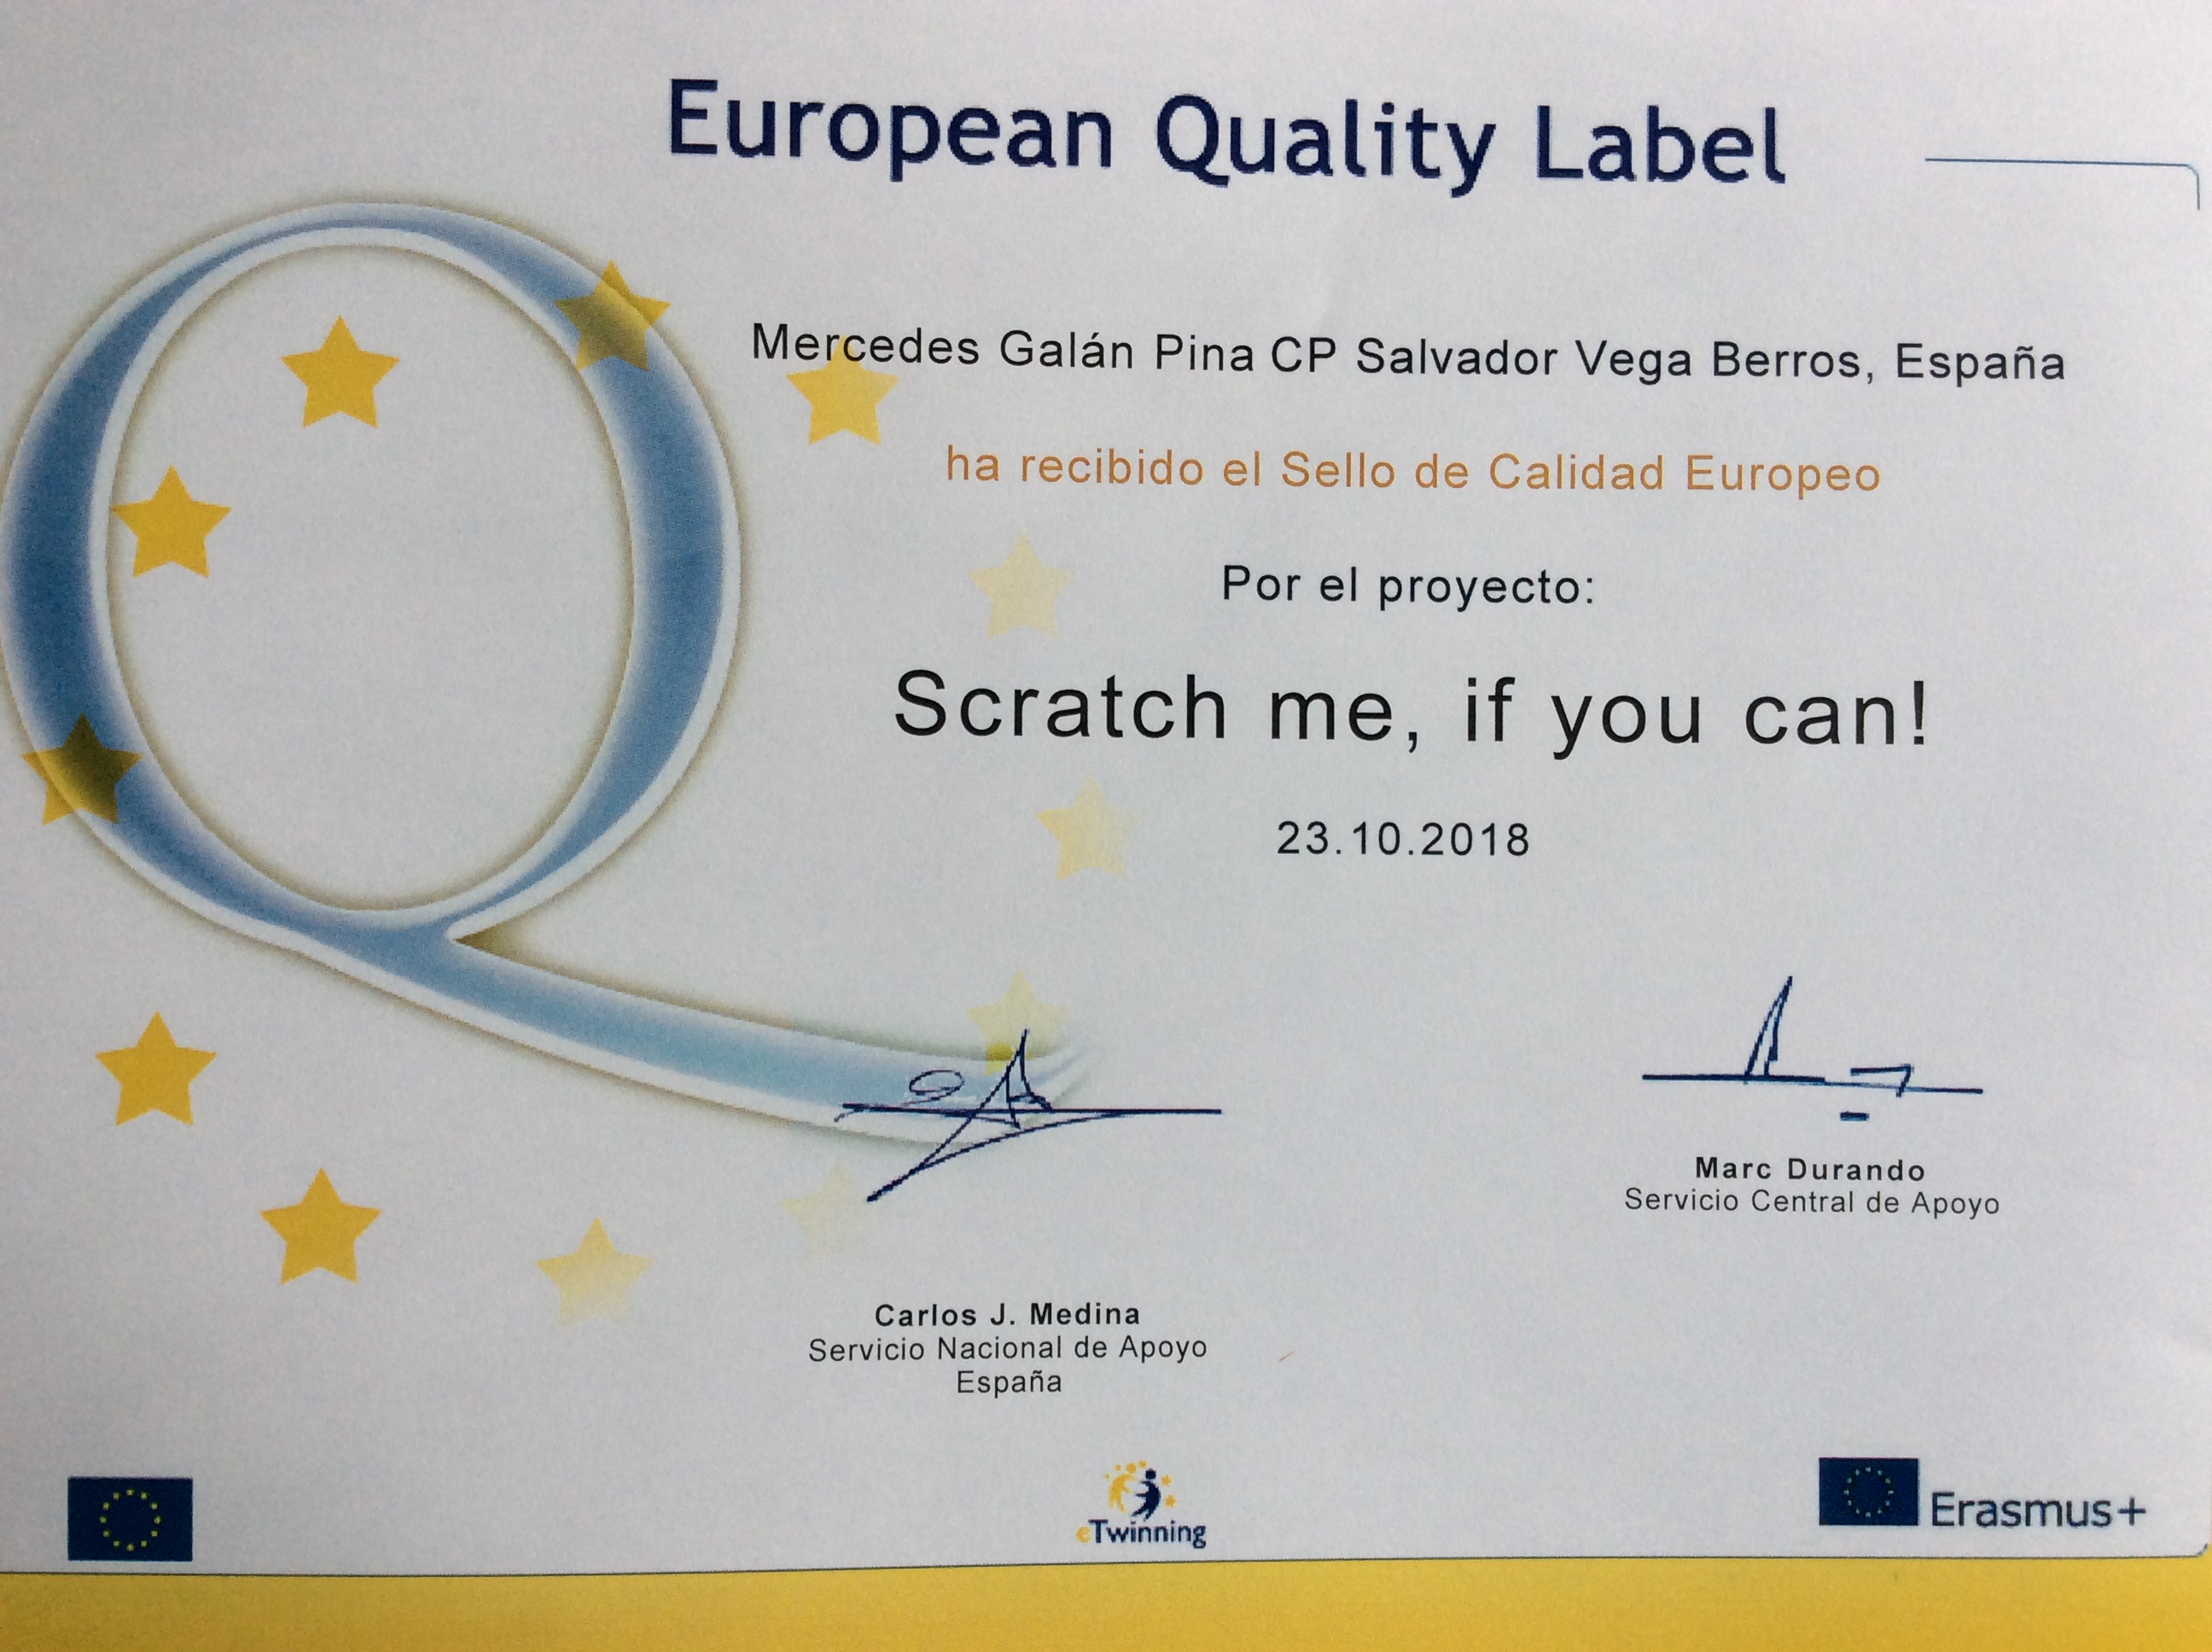 European Quality Label
Mercedes Galán Pina CP Salvador Vega Berros, España
ha recibido el Sello de Calidad Europeo
Por el proyecto:
Scratch me, if you can!
23.10.2018
Marc Durando
Servicio Central de Apoyo
Carlos J. Medina
Servicio Nacional de Apoyo
España
eTwinning
Erasmus+